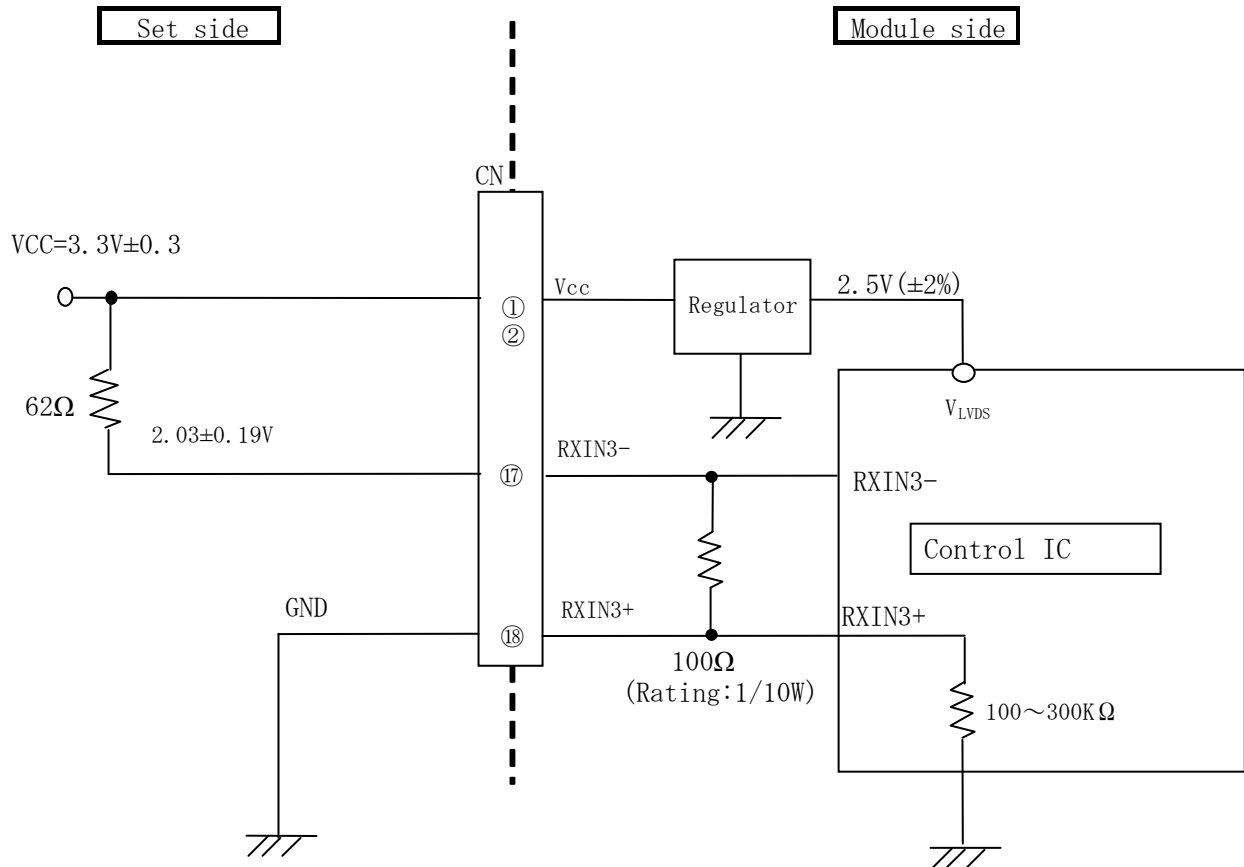 Set side
Module side
CN
VCC=3.3V±0.3
Vcc
①
②
Regulator
2.5V(±2%)
V_LVDS
62Ω
2.03±0.19V
RXIN3-
⑰
RXIN3-
Control IC
GND
RXIN3+
⑱
RXIN3+
100Ω
(Rating:1/10W)
100～300KΩ